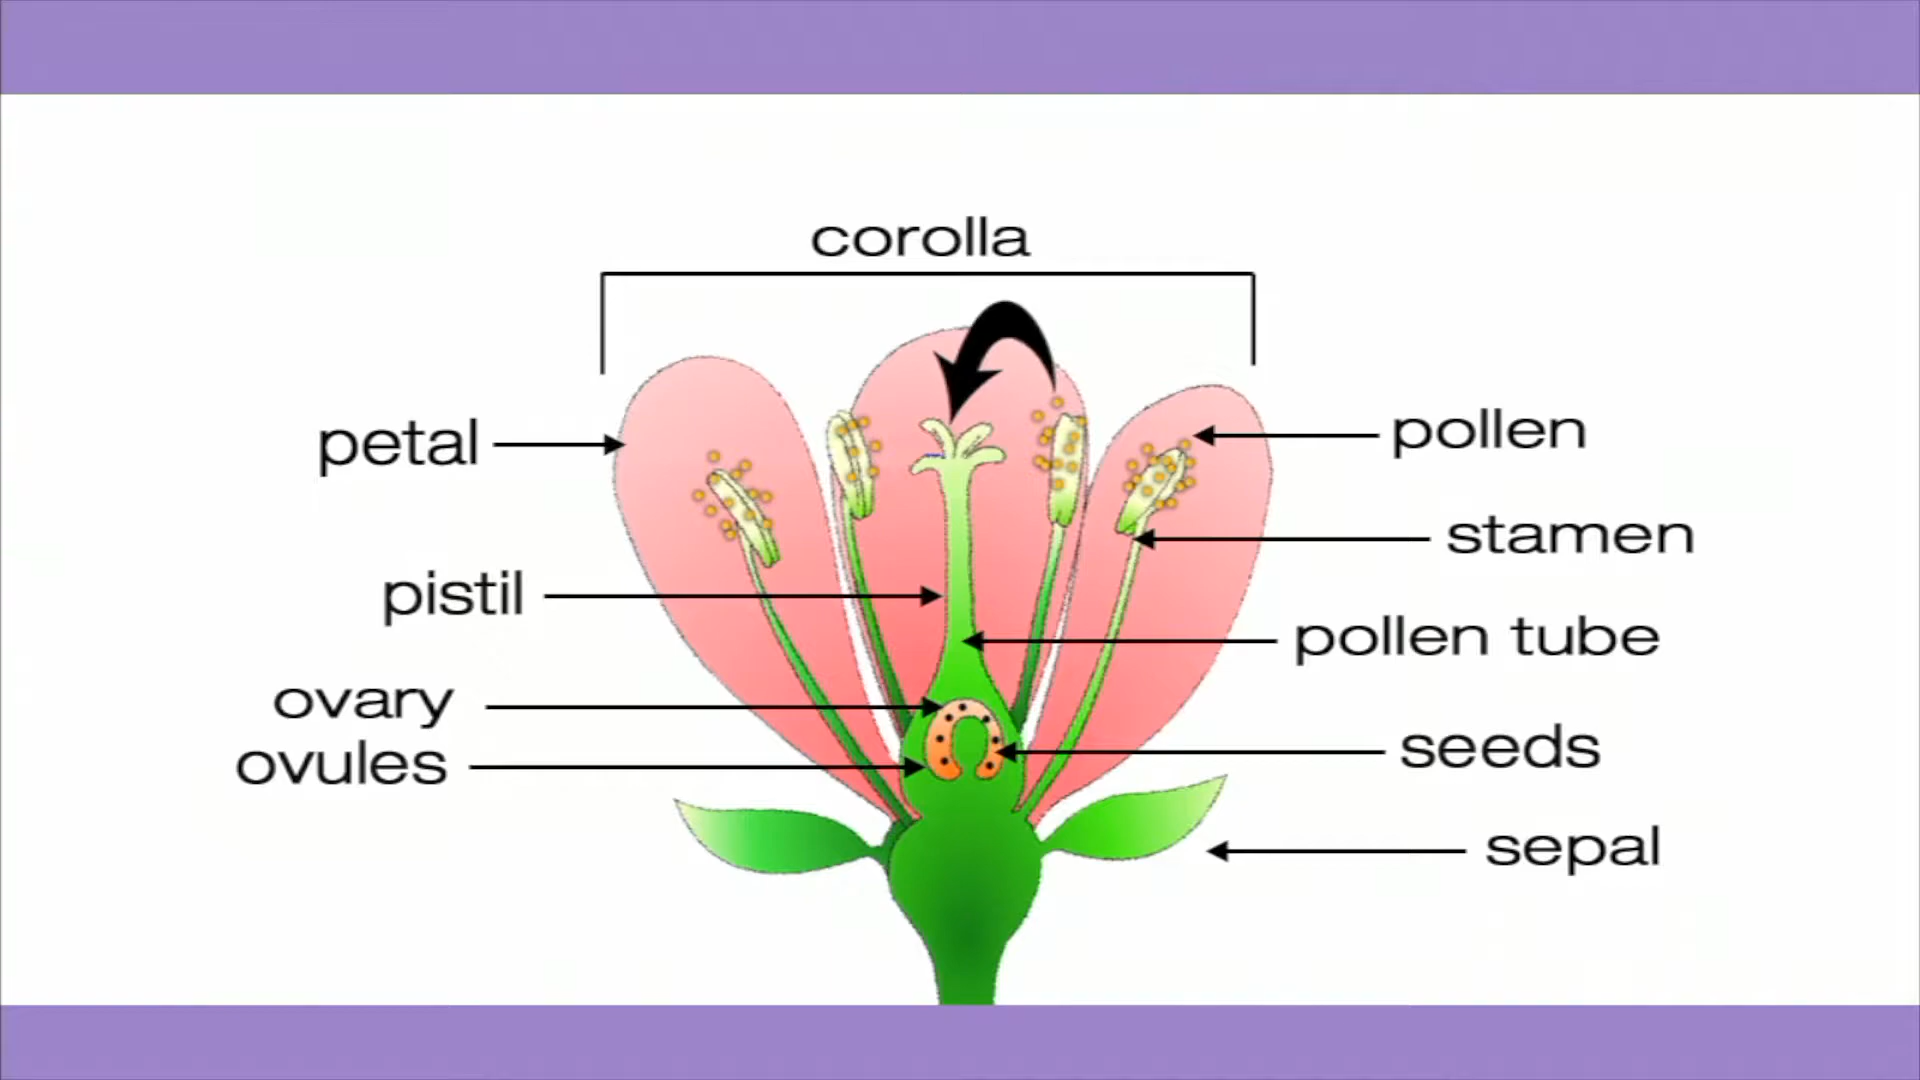 corolla
petal
pollen
stamen
pistil
pollen tube
ovary
seeds
ovules
sepal